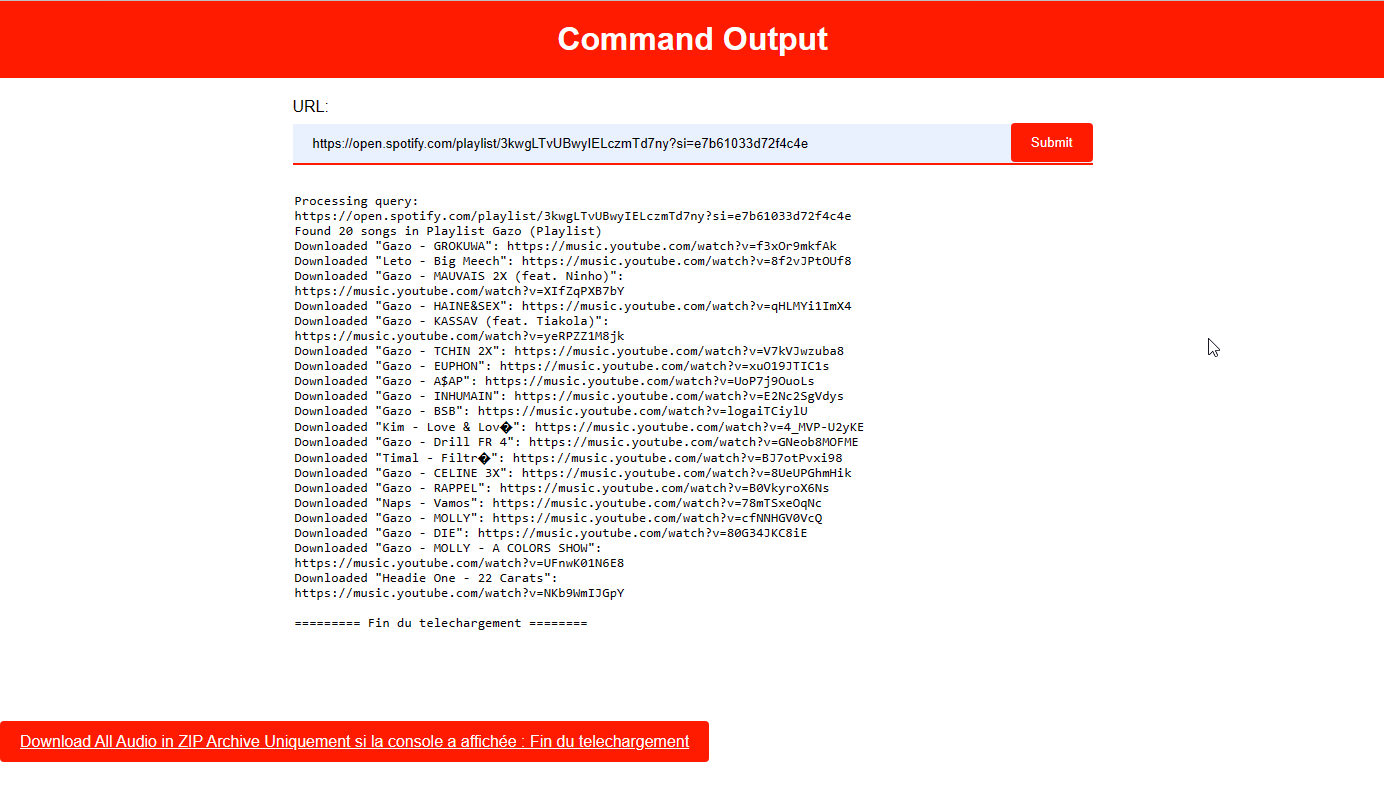 Command Output
URL:
https://open.spotify.com/playlist/3kwgLTvUBwyIELczmTd7ny?si=e7b61033d72f4c4e
Submit
Processing query:
https://open.spotify.com/playlist/3kwgLTvUBwyIELczmTd7ny?si=e7b61033d72f4c4e
Found 20 songs in Playlist Gazo (Playlist)
Downloaded "Gazo - GROKUWA": https://music.youtube.com/watch?v=f3xOr9mkfAk
Downloaded "Leto - Big Meech": https://music.youtube.com/watch?v=8f2vJPtOUf8
Downloaded "Gazo - MAUVAIS 2X (feat. Ninho)":
https://music.youtube.com/watch?v=XIfZqPXB7bY
Downloaded "Gazo - HAINE&SEX": https://music.youtube.com/watch?v=qHLMYi1ImX4
Downloaded "Gazo - KASSAV (feat. Tiakola)":
https://music.youtube.com/watch?v=yeRPZZ1M8jk
Downloaded "Gazo - TCHIN 2X": https://music.youtube.com/watch?v=V7kVJwzuba8
Downloaded "Gazo - EUPHON": https://music.youtube.com/watch?v=xuO19JTIC1s
Downloaded "Gazo - A$AP": https://music.youtube.com/watch?v=UoP7j9OuoLs
Downloaded "Gazo - INHUMAIN": https://music.youtube.com/watch?v=E2Nc2SgVdys
Downloaded "Gazo - BSB": https://music.youtube.com/watch?v=logaiTCiylU
Downloaded "Kim - Love & Lov�": https://music.youtube.com/watch?v=4_MVP-U2yKE
Downloaded "Gazo - Drill FR 4": https://music.youtube.com/watch?v=GNeob8MOFME
Downloaded "Timal - Filtr�": https://music.youtube.com/watch?v=BJ7otPvxi98
Downloaded "Gazo - CELINE 3X": https://music.youtube.com/watch?v=8UeUPGhmHik
Downloaded "Gazo - RAPPEL": https://music.youtube.com/watch?v=B0VkyroX6Ns
Downloaded "Naps - Vamos": https://music.youtube.com/watch?v=78mTSxeOqNc
Downloaded "Gazo - MOLLY": https://music.youtube.com/watch?v=cfNNHGV0VcQ
Downloaded "Gazo - DIE": https://music.youtube.com/watch?v=80G34JKC8iE
Downloaded "Gazo - MOLLY - A COLORS SHOW":
https://music.youtube.com/watch?v=UFnwK01N6E8
Downloaded "Headie One - 22 Carats":
https://music.youtube.com/watch?v=NKb9WmIJGpY
========= Fin du telechargement ========
Download All Audio in ZIP Archive Uniquement si la console a affichée : Fin du telechargement